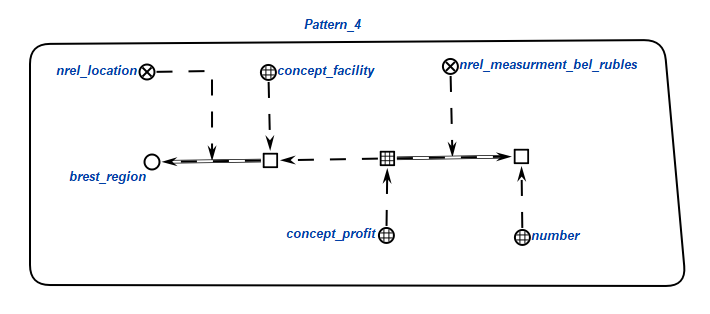 Pattern_4
nrel_location
concept_facility
nrel_measurment_bel_rubles
brest_region
concept_profit
number